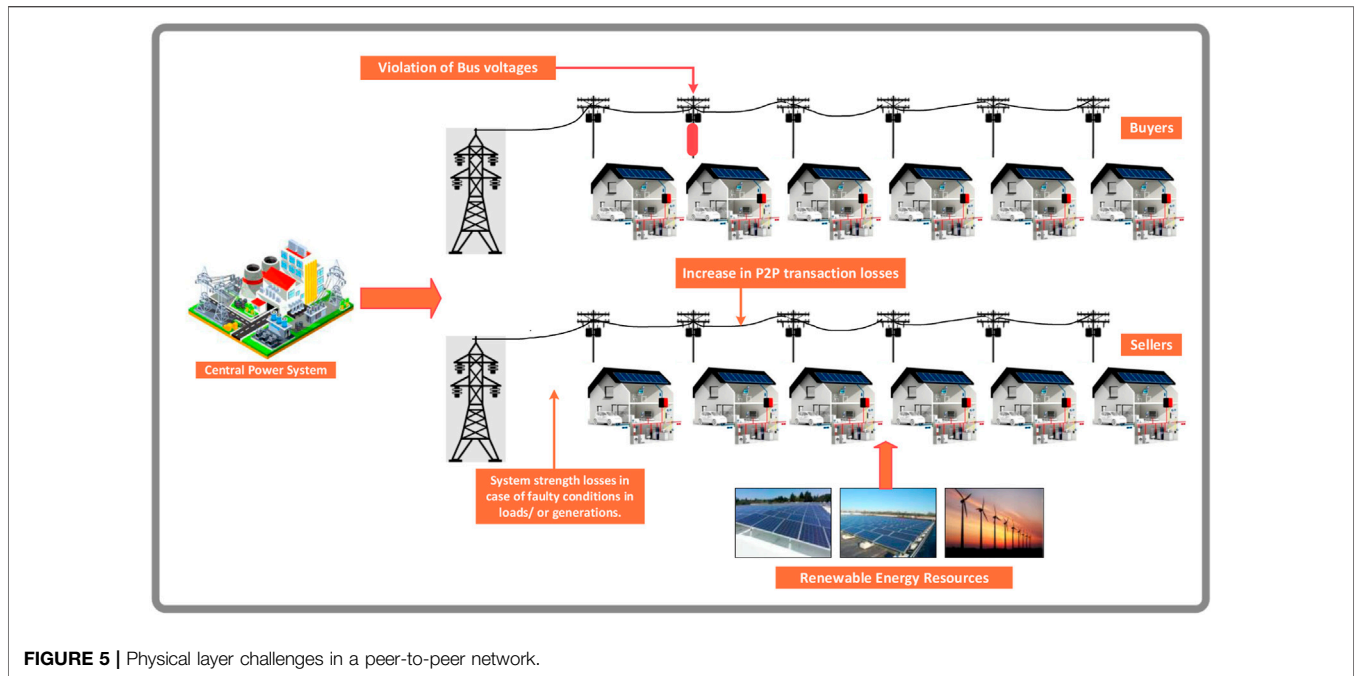 Violation of Bus voltages
Buyers
Increase in P2P transaction losses
Sellers
Central Power System
System strength losses in
case of faulty conditions in
loads/ or generations.
Renewable Energy Resources
FIGURE 5 | Physical layer challenges in a peer-to-peer network.